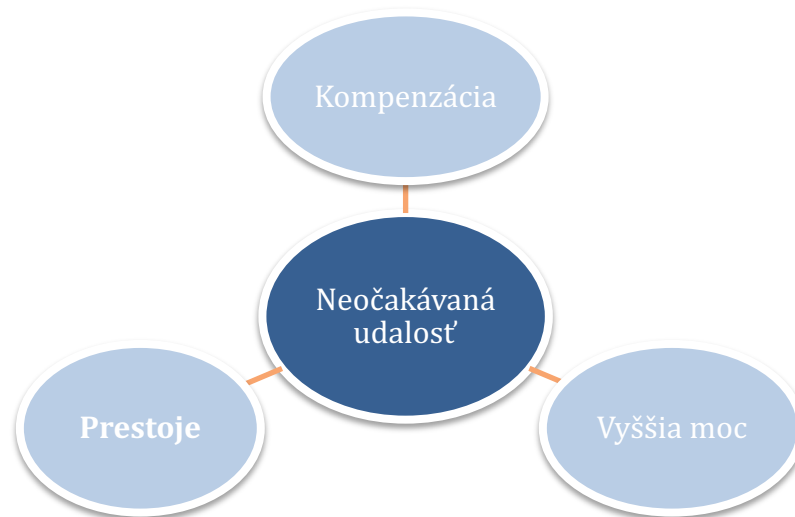 Kompenzácia
Neočakávaná
udalosť
Prestoje
Vyššia moc